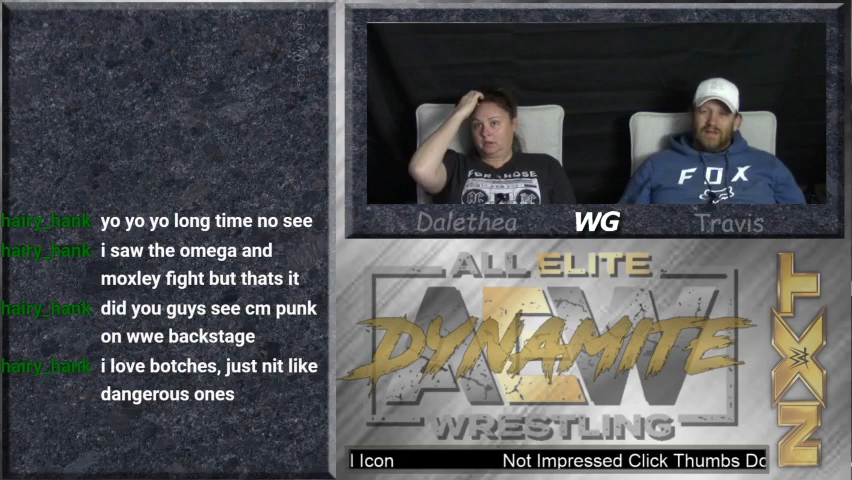 hairy_hank yo yo yo long time no see
hairy_hank i saw the omega and
moxley fight but thats it
hairy_hank did you guys see cm punk
on wwe backstage
hairy_hank i love botches, just nit like
dangerous ones
FOX
Dalethea WG Travis
ALL ELITE
AEW
DYNAMITE
WRESTLING
NXT
W
l Icon Not Impressed Click Thumbs Do